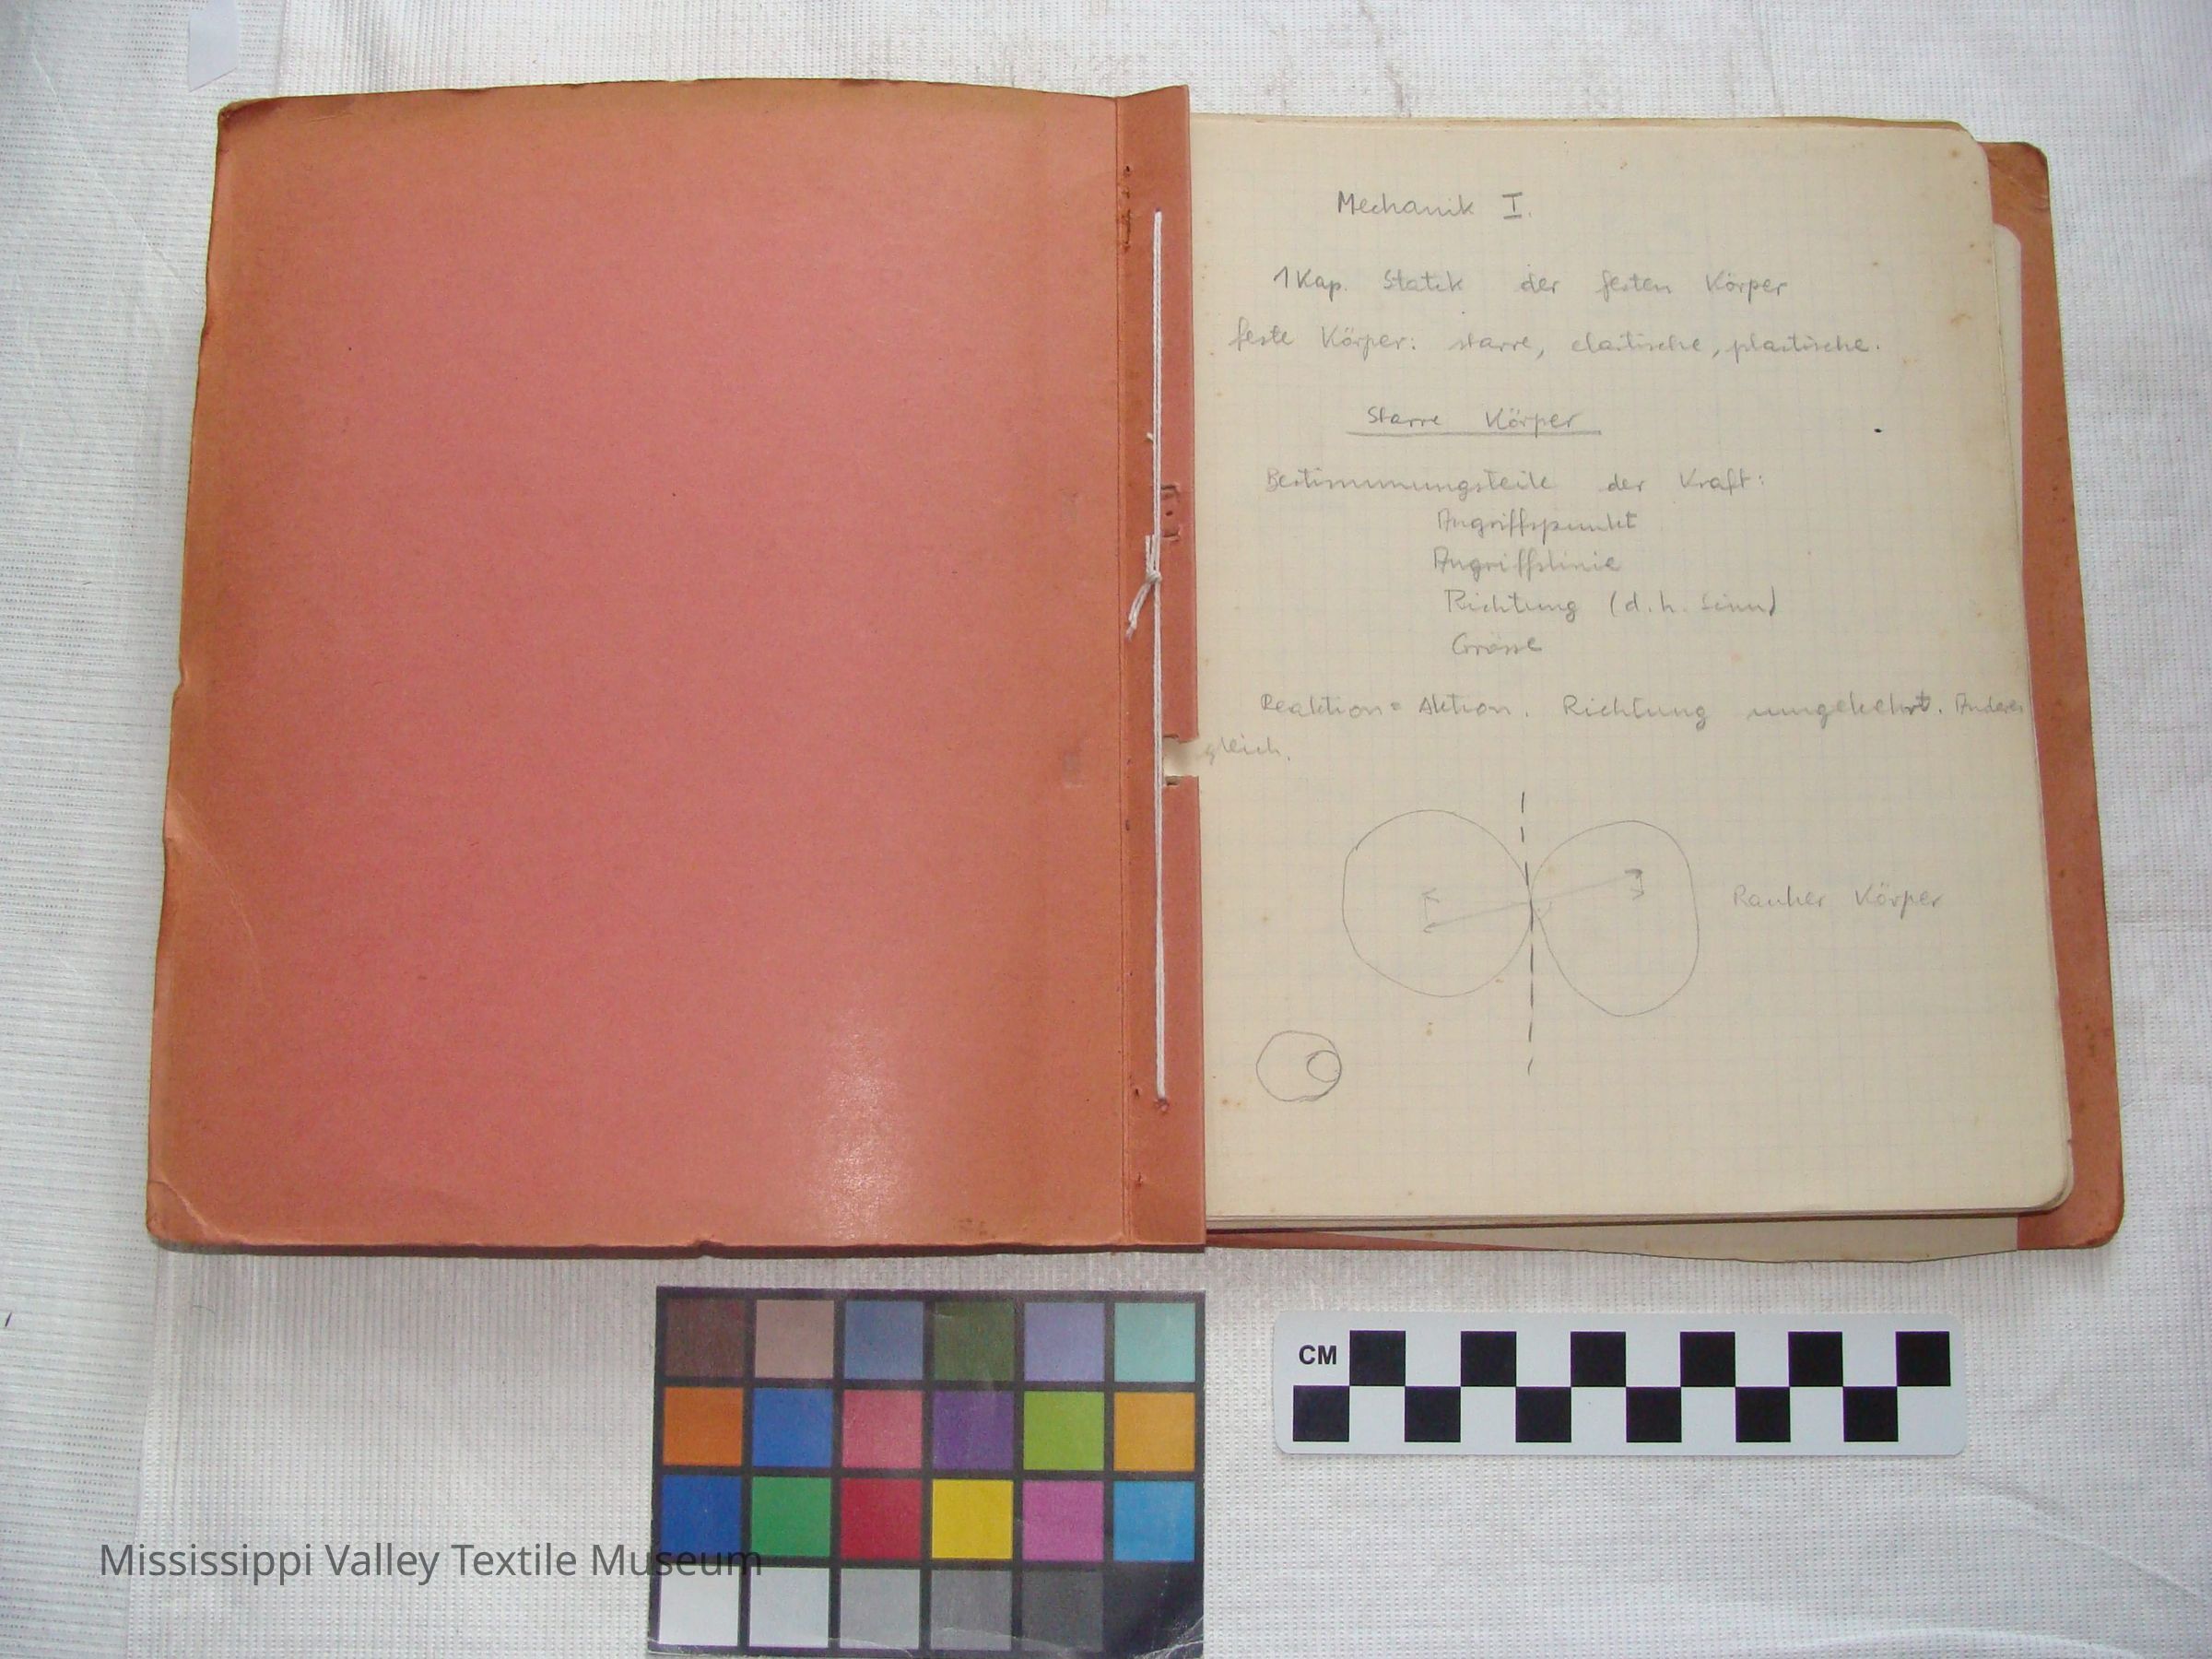 Mechanik I.
1 Kap. Statik der festen Körper
feste Körper: starre, elastische, plastische.
Starre Körper
Bestimmungsteile der Kraft:
Angriffspunkt
Angriffslinie
Richtung (d.h. Sinn)
Grösse
Reaktion = Aktion. Richtung umgekehrt. Anderes
gleich.
Rauher Körper
CM
Mississippi Valley Textile Museum